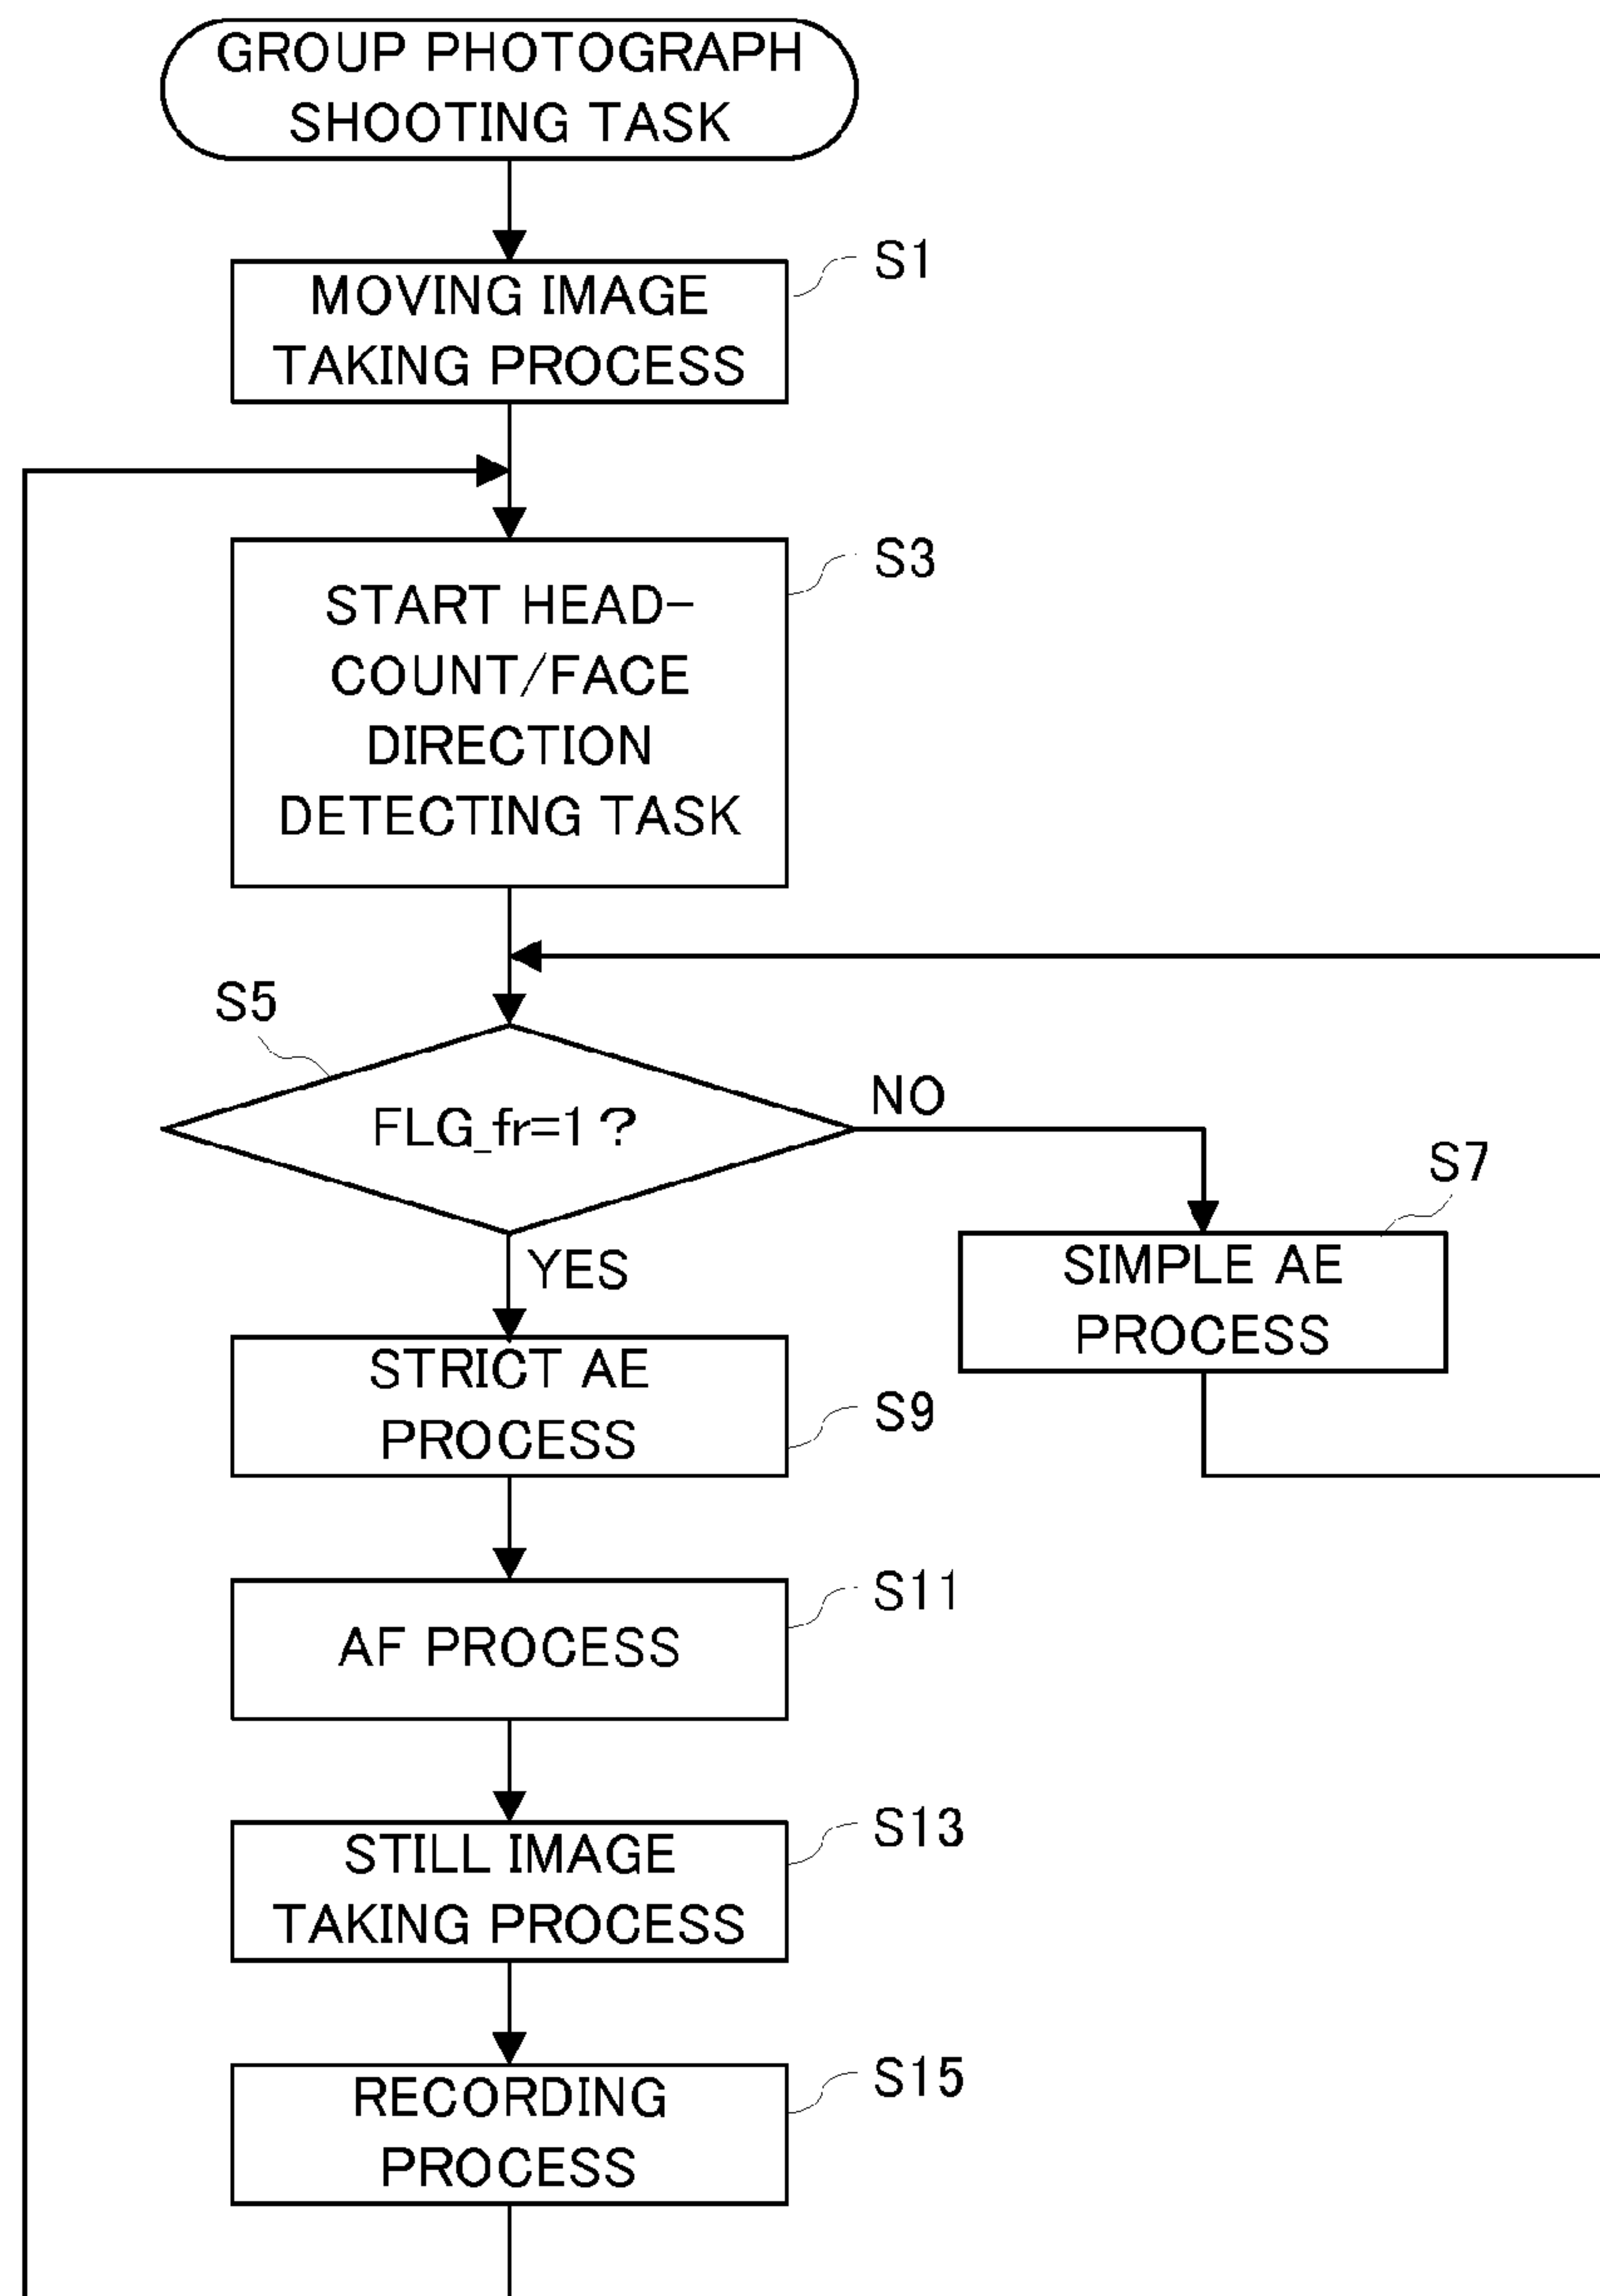 GROUP PHOTOGRAPH
SHOOTING TASK
S1
MOVING IMAGE
TAKING PROCESS
S3
START HEAD-
COUNT/FACE
DIRECTION
DETECTING TASK
S5
FLG_fr=1?
NO
YES
S7
SIMPLE AE
PROCESS
STRICT AE
PROCESS
S9
S11
AF PROCESS
S13
STILL IMAGE
TAKING PROCESS
S15
RECORDING
PROCESS